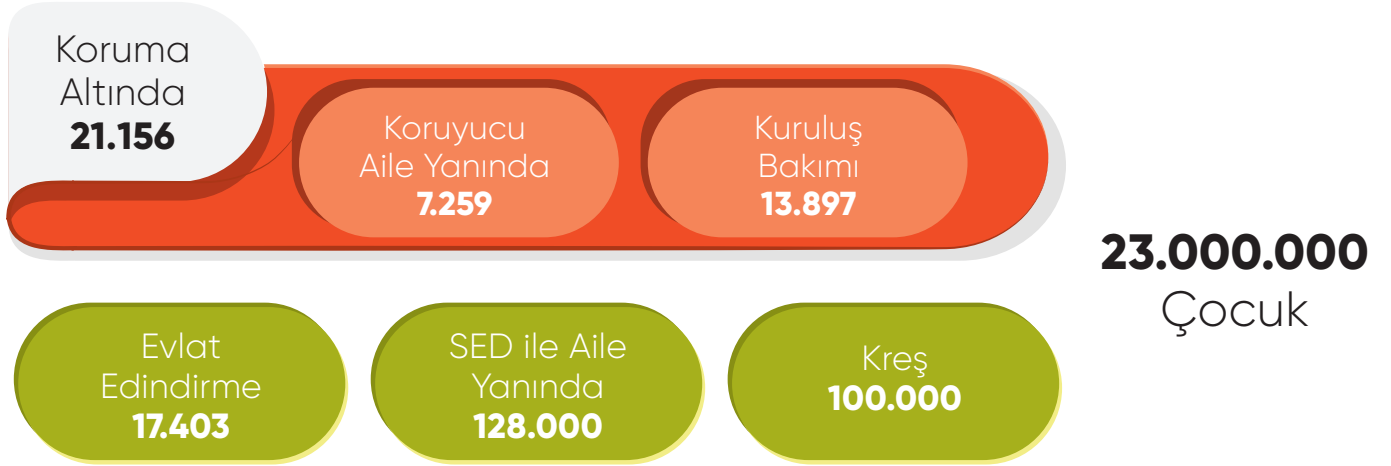 Koruma
Altında
21.156
Koruyucu
Aile Yanında
7.259
Kuruluş
Bakımı
13.897
23.000.000
Çocuk
Evlat
Edindirme
17.403
SED ile Aile
Yanında
128.000
Kreş
100.000